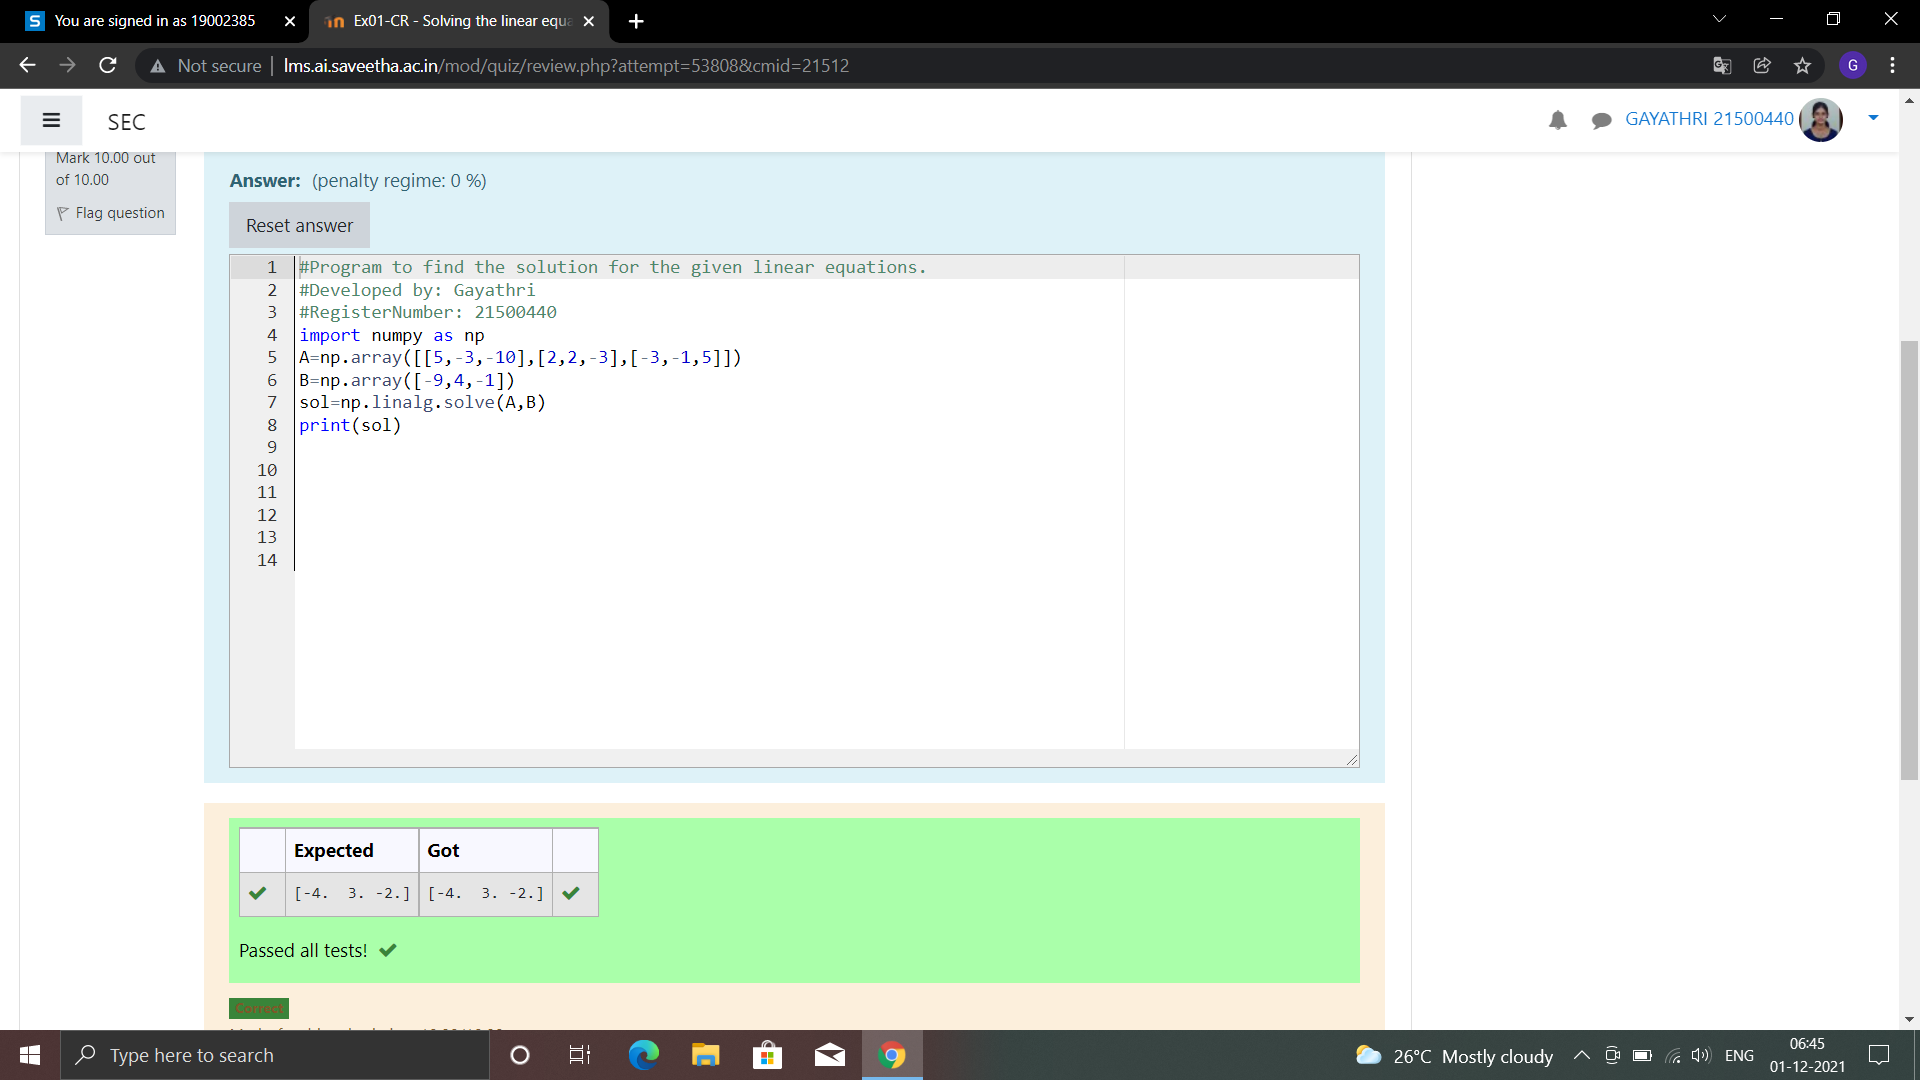 You are signed in as 19002385
Ex01-CR - Solving the linear equa
Not secure | lms.ai.saveetha.ac.in/mod/quiz/review.php?attempt=53808&cmid=21512
G
SEC
GAYATHRI 21500440
Mark 10.00 out
of 10.00
Flag question
Answer: (penalty regime: 0 %)
Reset answer
1 #Program to find the solution for the given linear equations.
2 #Developed by: Gayathri
3 #RegisterNumber: 21500440
4 import numpy as np
5 A=np.array([[5,-3,-10],[2,2,-3],[-3,-1,5]])
6 B=np.array([-9,4,-1])
7 sol=np.linalg.solve(A,B)
8 print(sol)
9
10
11
12
13
14
Expected Got
[-4.  3. -2.] [-4.  3. -2.]
Passed all tests!
Correct
Type here to search
26°C Mostly cloudy
ENG
06:45
01-12-2021